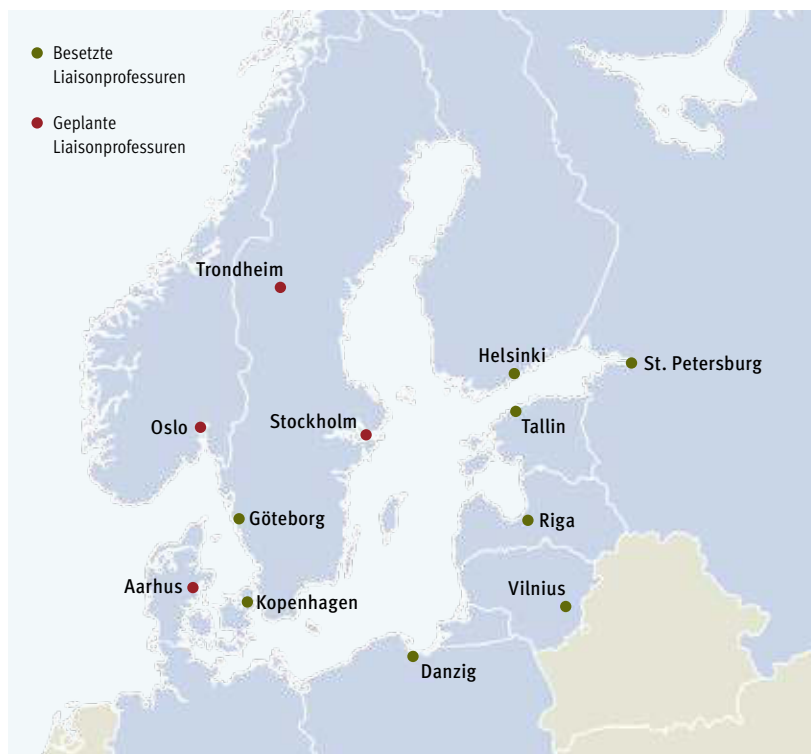 Besetzte
Liaisonprofessuren
Geplante
Liaisonprofessuren
Trondheim
Helsinki
St. Petersburg
Oslo
Stockholm
Tallin
Göteborg
Riga
Aarhus
Kopenhagen
Vilnius
Danzig